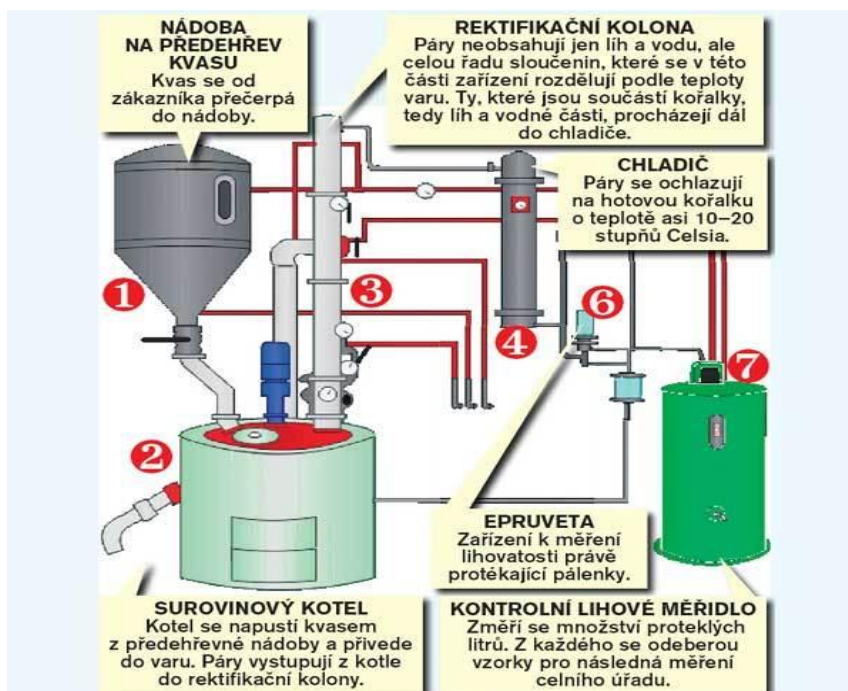 NÁDOBA
NA PŘEDEHŘEV
KVASU
Kvas se od
zákazníka přečerpá
do nádoby.
REKTIFIKAČNÍ KOLONA
Páry neobsahují jen líh a vodu, ale
celou řadu sloučenin, které se v této
části zařízení rozdělují podle teploty
varu. Ty, které jsou součástí kořalky,
tedy líh a vodné části, procházejí dál
do chladiče.
CHLADIČ
Páry se ochlazují
na hotovou kořalku
o teplotě asi 10–20
stupňů Celsia.
1
3
6
4
7
2
EPRUVETA
Zařízení k měření
lihovatosti právě
protékající pálenky.
SUROVINOVÝ KOTEL
Kotel se napustí kvasem
z předehřevné nádoby a přivede
do varu. Páry vystupují z kotle
do rektifikační kolony.
KONTROLNÍ LIHOVÉ MĚŘIDLO
Změří se množství proteklých
litrů. Z každého se odeberou
vzorky pro následná měření
celního úřadu.